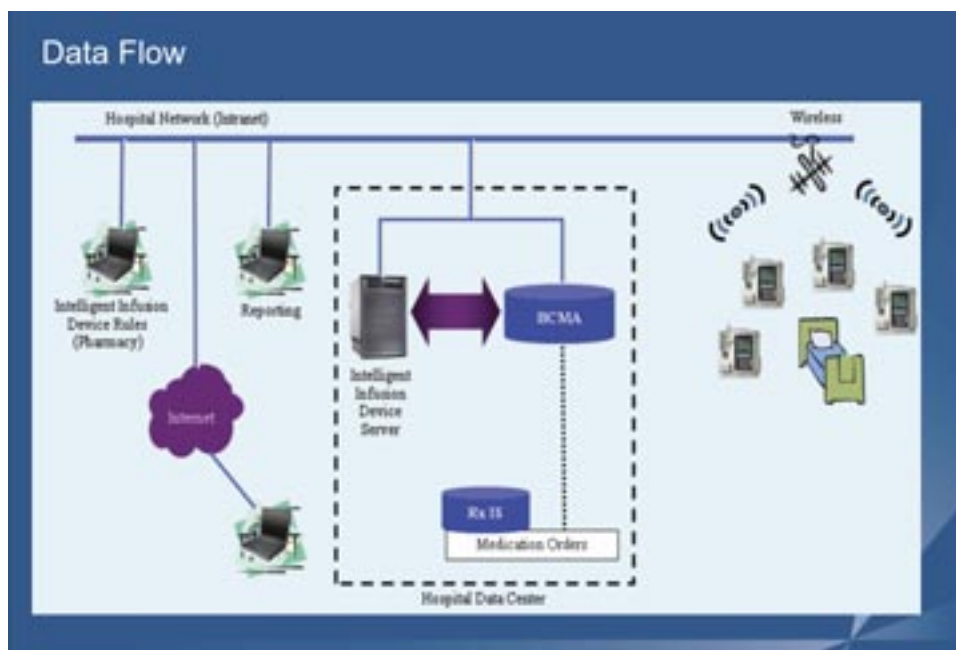 Data Flow
Hospital Network (Intranet)
Wireless
Intelligent Infusion
Device Rules
(Pharmacy)
Reporting
Internet
Intelligent
Infusion
Device
Server
BCMA
Rx IS
Medication Orders
Hospital Data Center